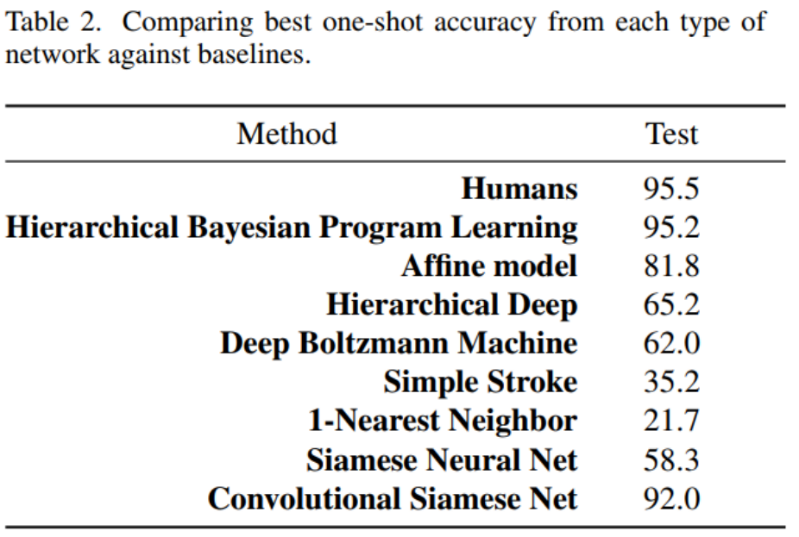 Table 2. Comparing best one-shot accuracy from each type of
network against baselines.
Method Test
Humans 95.5
Hierarchical Bayesian Program Learning 95.2
Affine model 81.8
Hierarchical Deep 65.2
Deep Boltzmann Machine 62.0
Simple Stroke 35.2
1-Nearest Neighbor 21.7
Siamese Neural Net 58.3
Convolutional Siamese Net 92.0